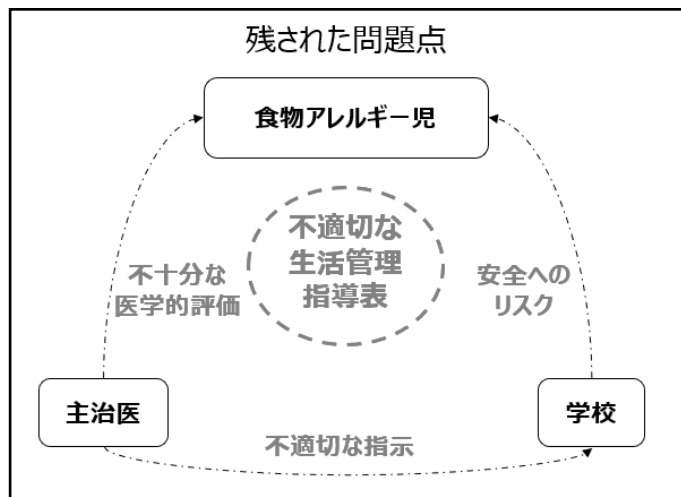 残された問題点
食物アレルギー児
不適切な
生活管理
指導表
不十分な
医学的評価
安全への
リスク
主治医
学校
不適切な指示